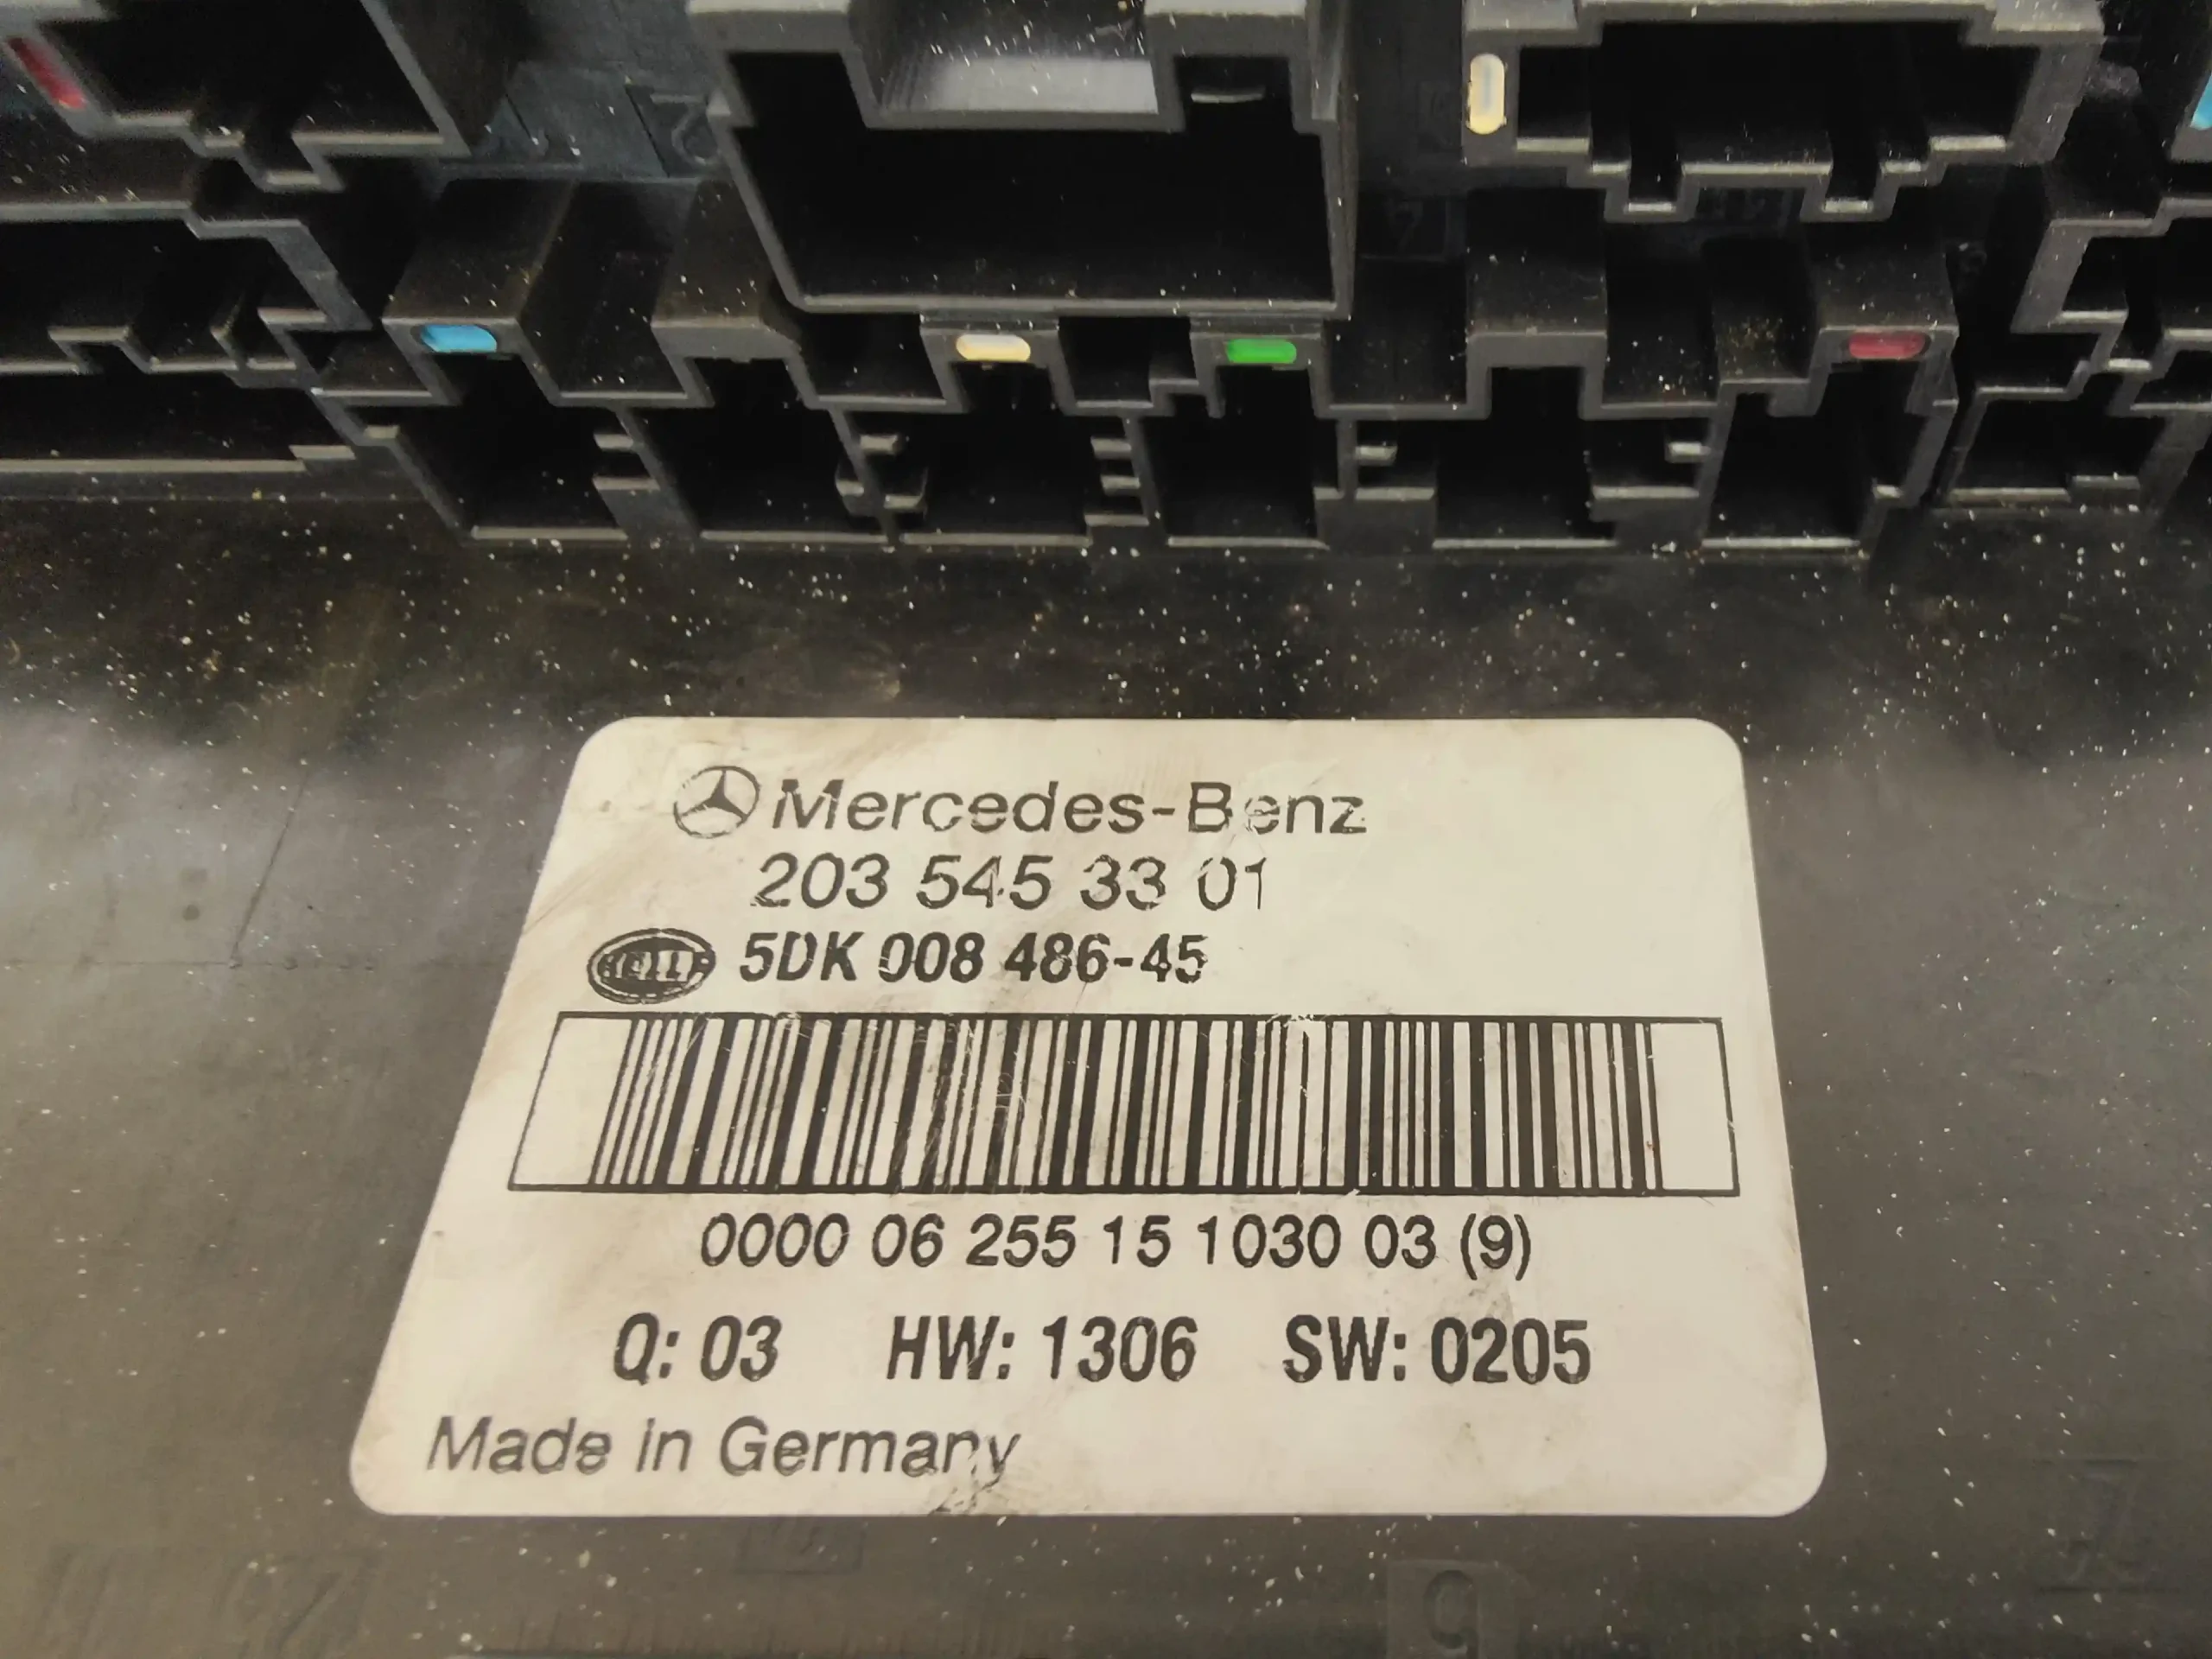 Mercedes-Benz
203 545 33 01
HELLA 5DK 008 486-45
0000 06 255 15 1030 03 (9)
Q: 03 HW: 1306 SW: 0205
Made in Germany